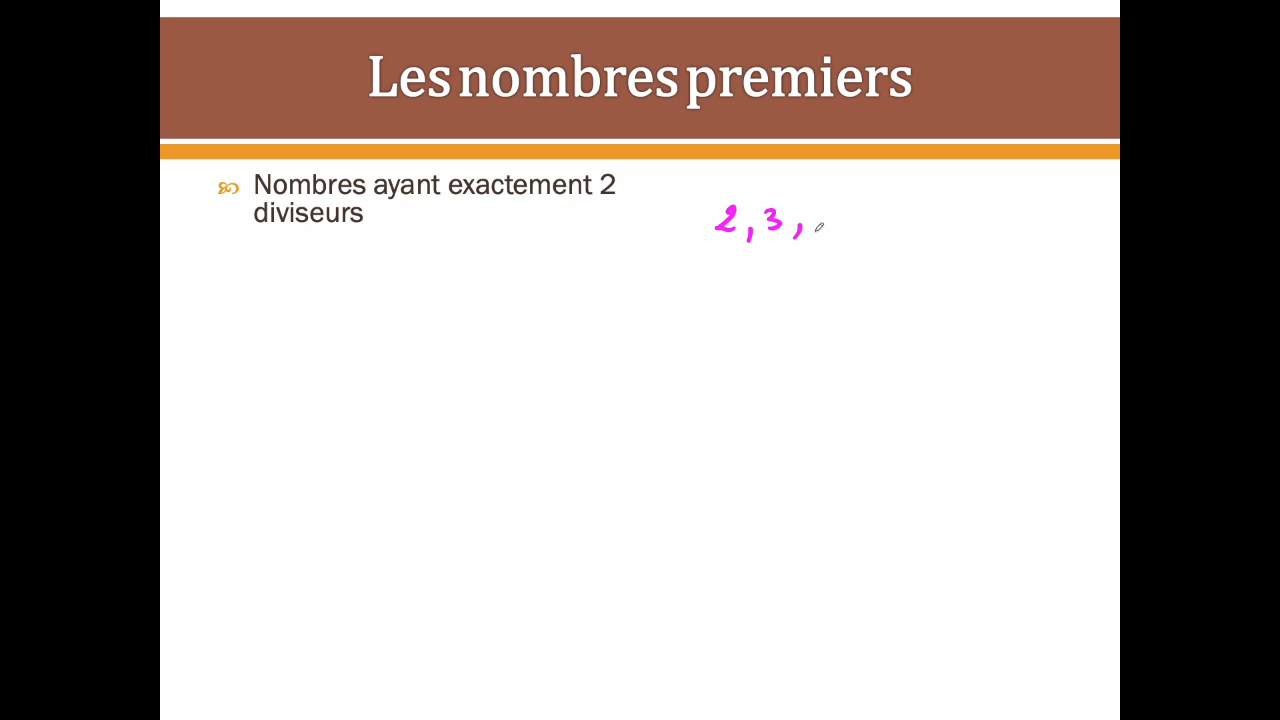 Les nombres premiers
Nombres ayant exactement 2
diviseurs
2, 3,